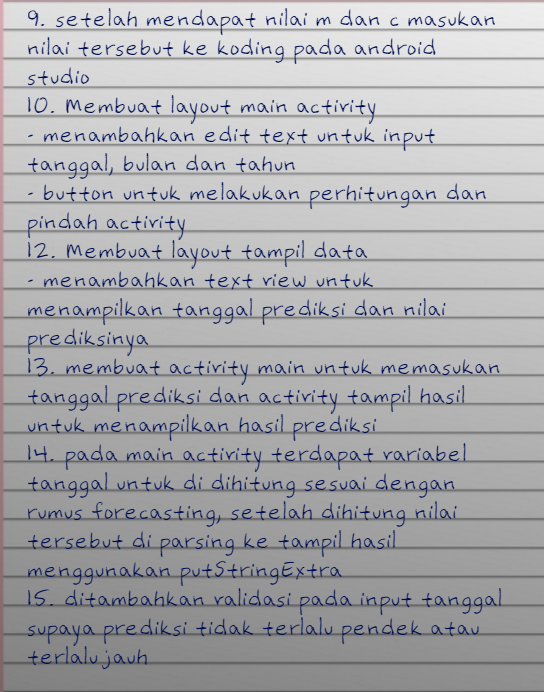 9. setelah mendapat nilai m dan c masukan
nilai tersebut ke koding pada android
studio
10. Membuat layout main activity
- menambahkan edit text untuk input
tanggal, bulan dan tahun
- button untuk melakukan perhitungan dan
pindah activity
12. Membuat layout tampil data
- menambahkan text view untuk
menampilkan tanggal prediksi dan nilai
prediksinya
13. membuat activity main untuk memasukan
tanggal prediksi dan activity tampil hasil
untuk menampilkan hasil prediksi
14. pada main activity terdapat variabel
tanggal untuk di dihitung sesuai dengan
rumus forecasting, setelah dihitung nilai
tersebut di parsing ke tampil hasil
menggunakan putStringExtra
15. ditambahkan validasi pada input tanggal
supaya prediksi tidak terlalu pendek atau
terlalu jauh